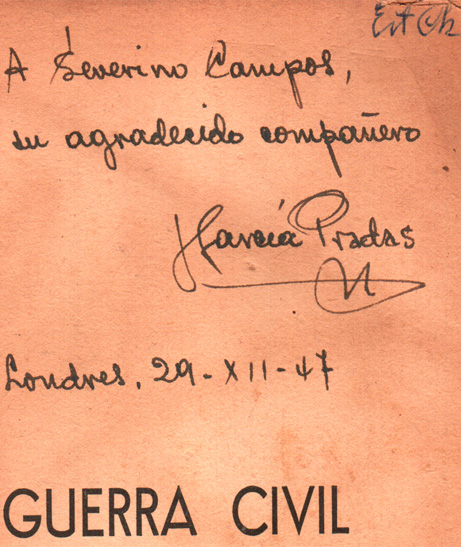 A Severino Campos,
su agradecido compañero
García Pradas
Londres, 29-XII-47
GUERRA CIVIL